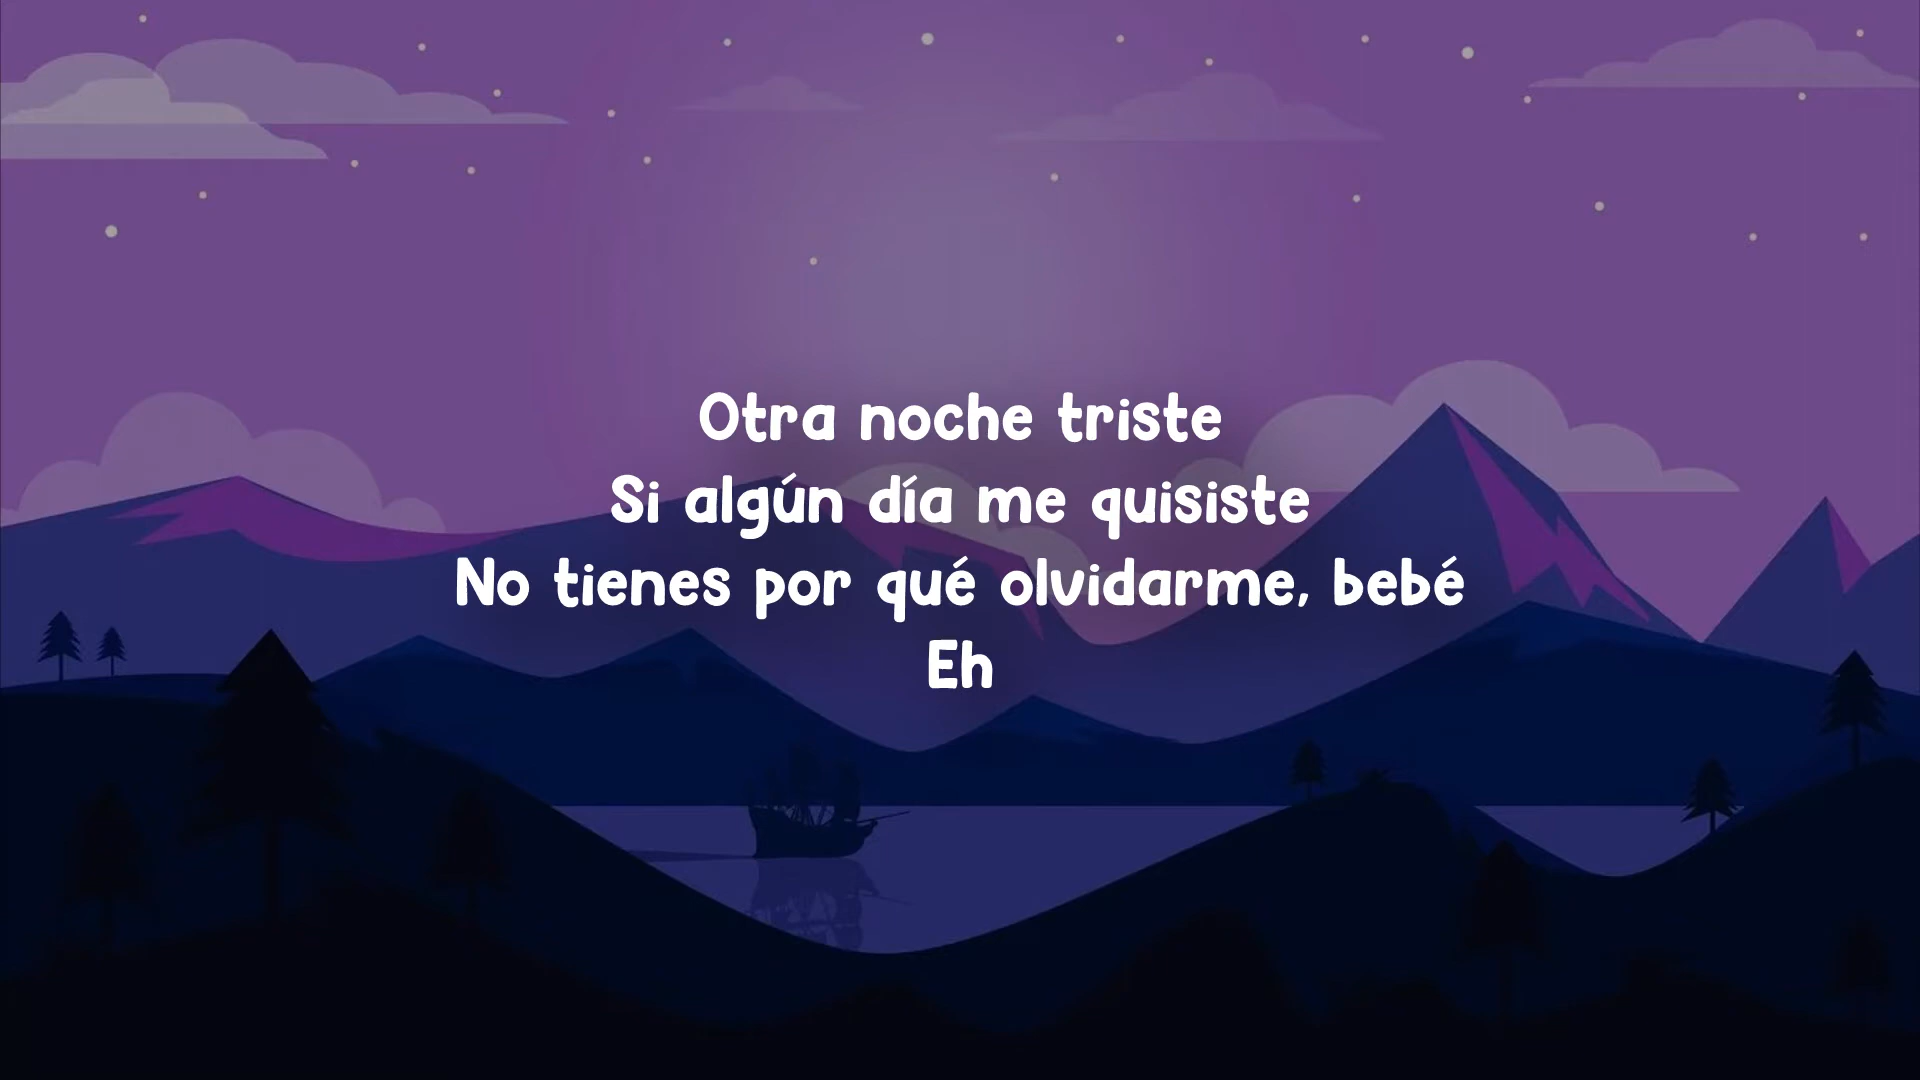 Otra noche triste
Si algún día me quisiste
No tienes por qué olvidarme, bebé
Eh